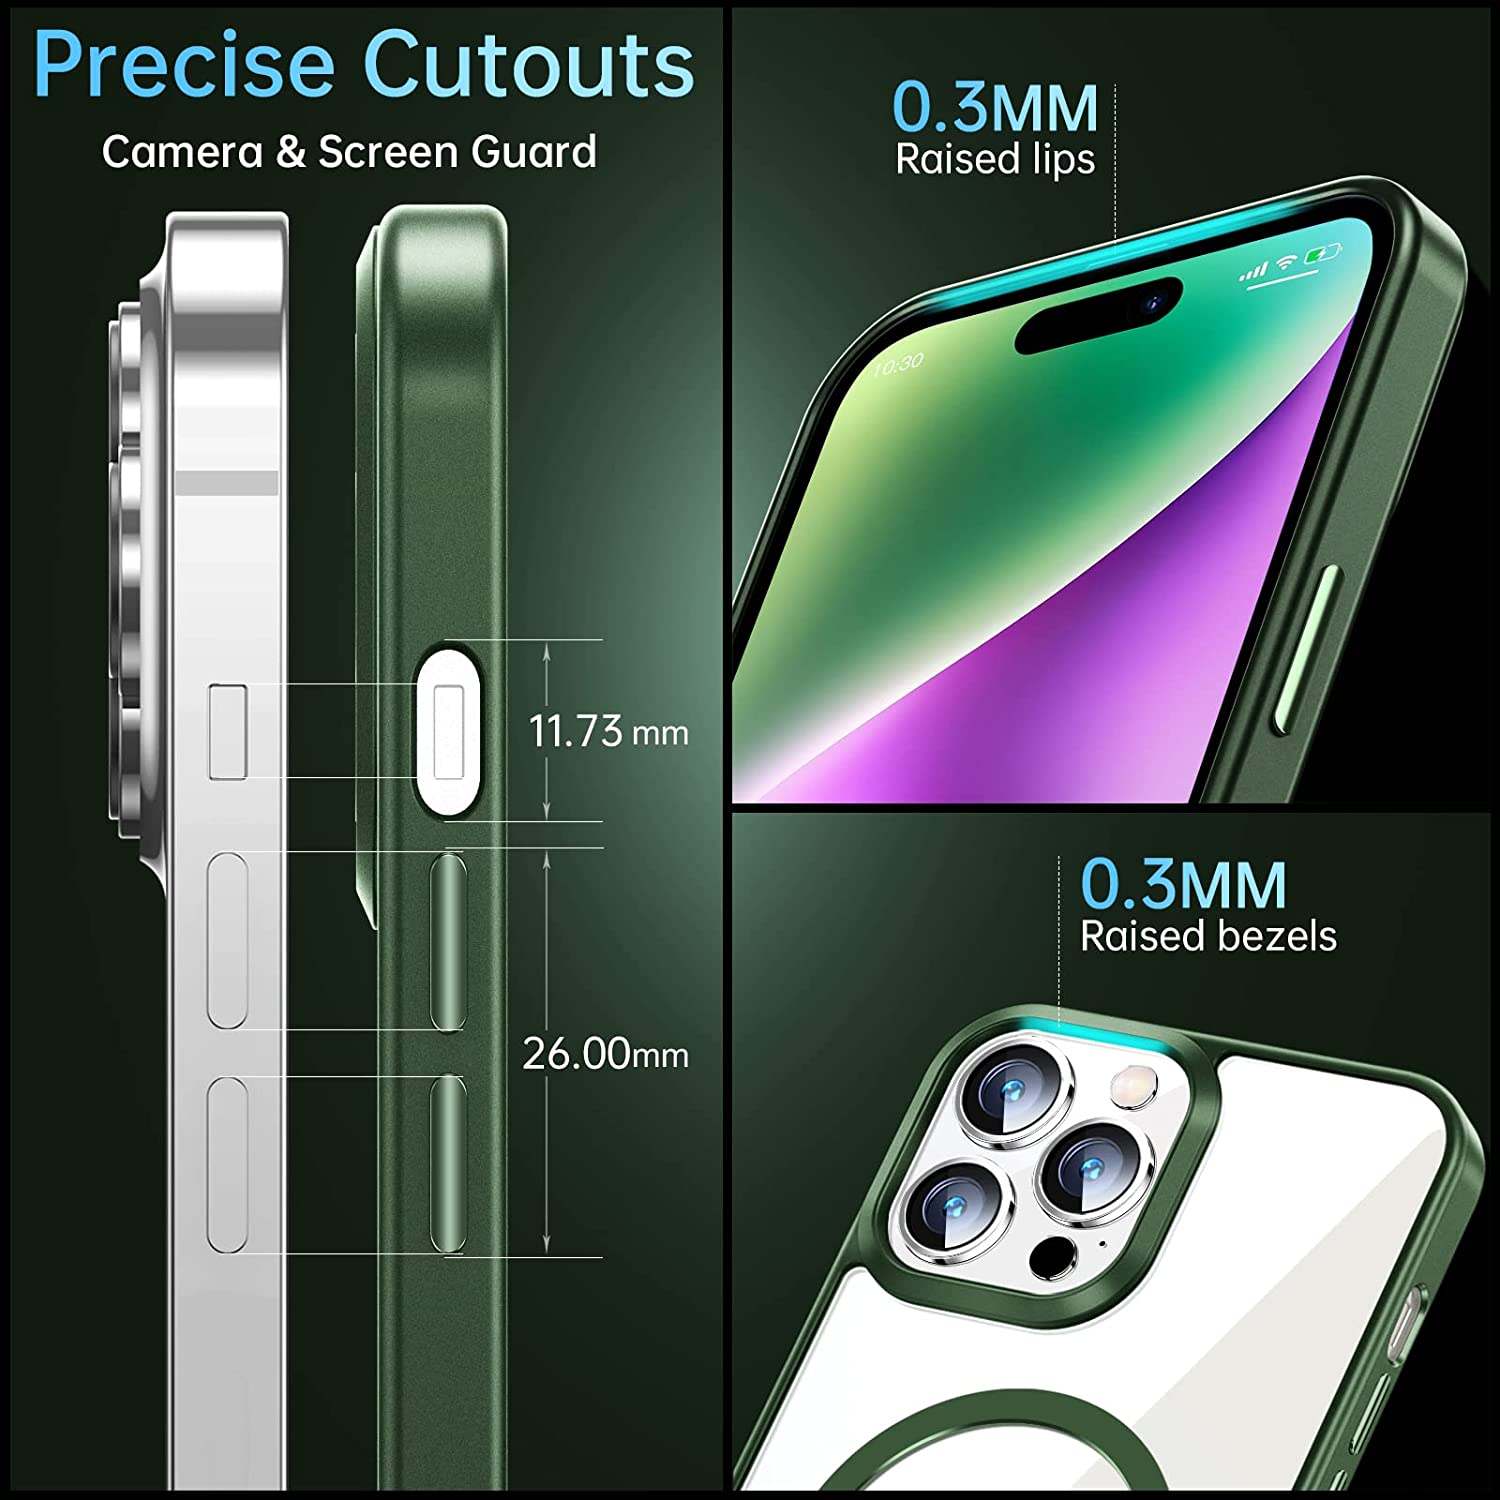 Precise Cutouts
Camera & Screen Guard
11.73 mm
26.00mm
0.3MM
Raised lips
10:30
0.3MM
Raised bezels